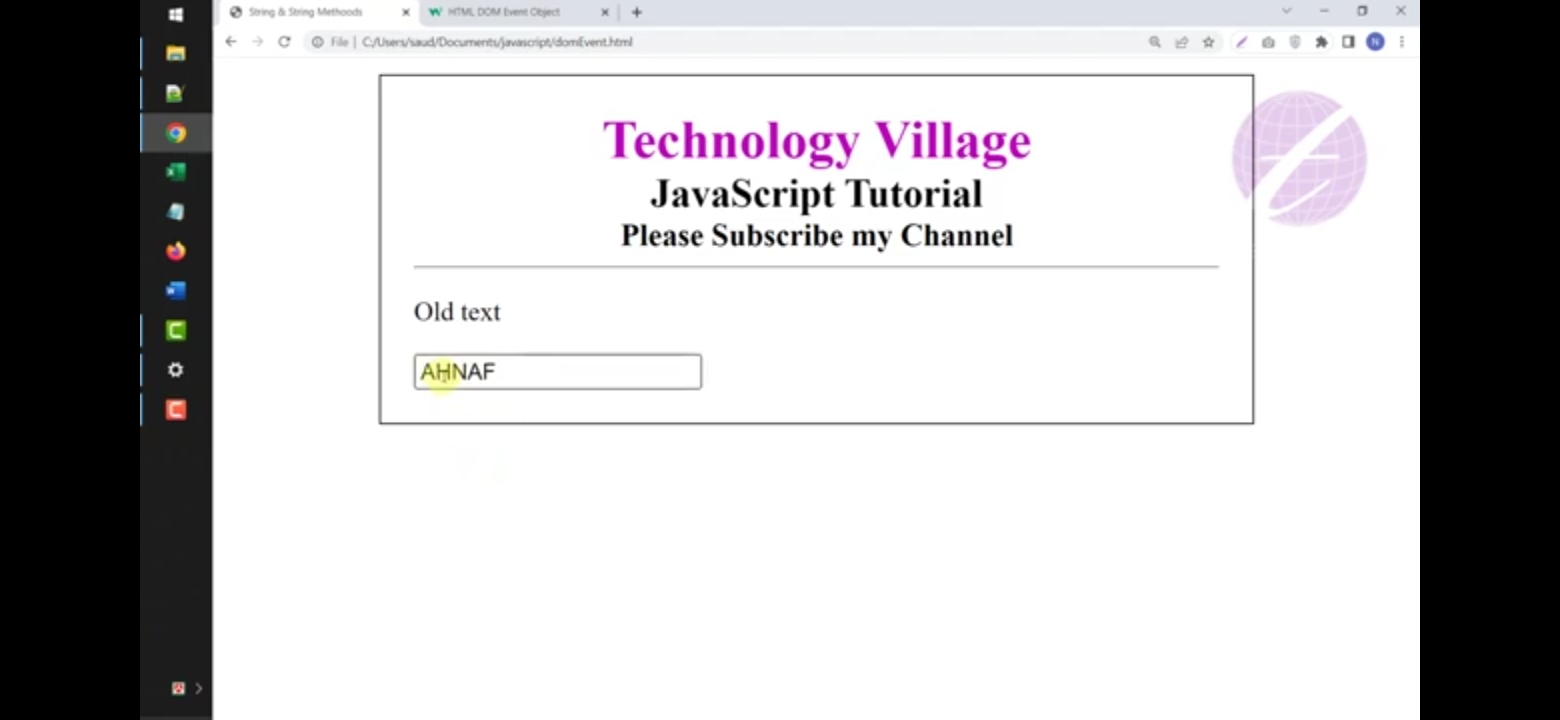 String & String Methoods
HTML DOM Event Object
File | C:/Users/saud/Documents/javascript/domEvent.html
N
Technology Village
JavaScript Tutorial
Please Subscribe my Channel
Old text
AHNAF